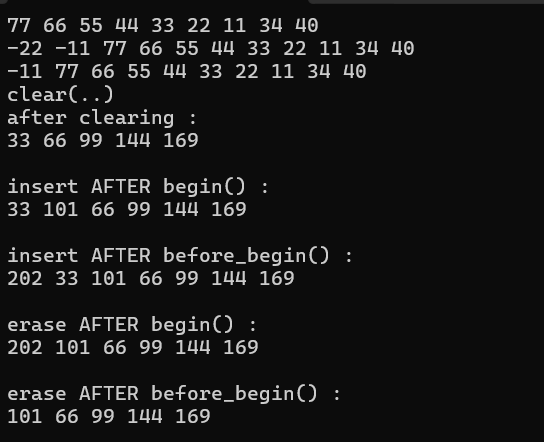 77 66 55 44 33 22 11 34 40
-22 -11 77 66 55 44 33 22 11 34 40
-11 77 66 55 44 33 22 11 34 40
clear(..)
after clearing :
33 66 99 144 169
insert AFTER begin() :
33 101 66 99 144 169
insert AFTER before_begin() :
202 33 101 66 99 144 169
erase AFTER begin() :
202 101 66 99 144 169
erase AFTER before_begin() :
101 66 99 144 169